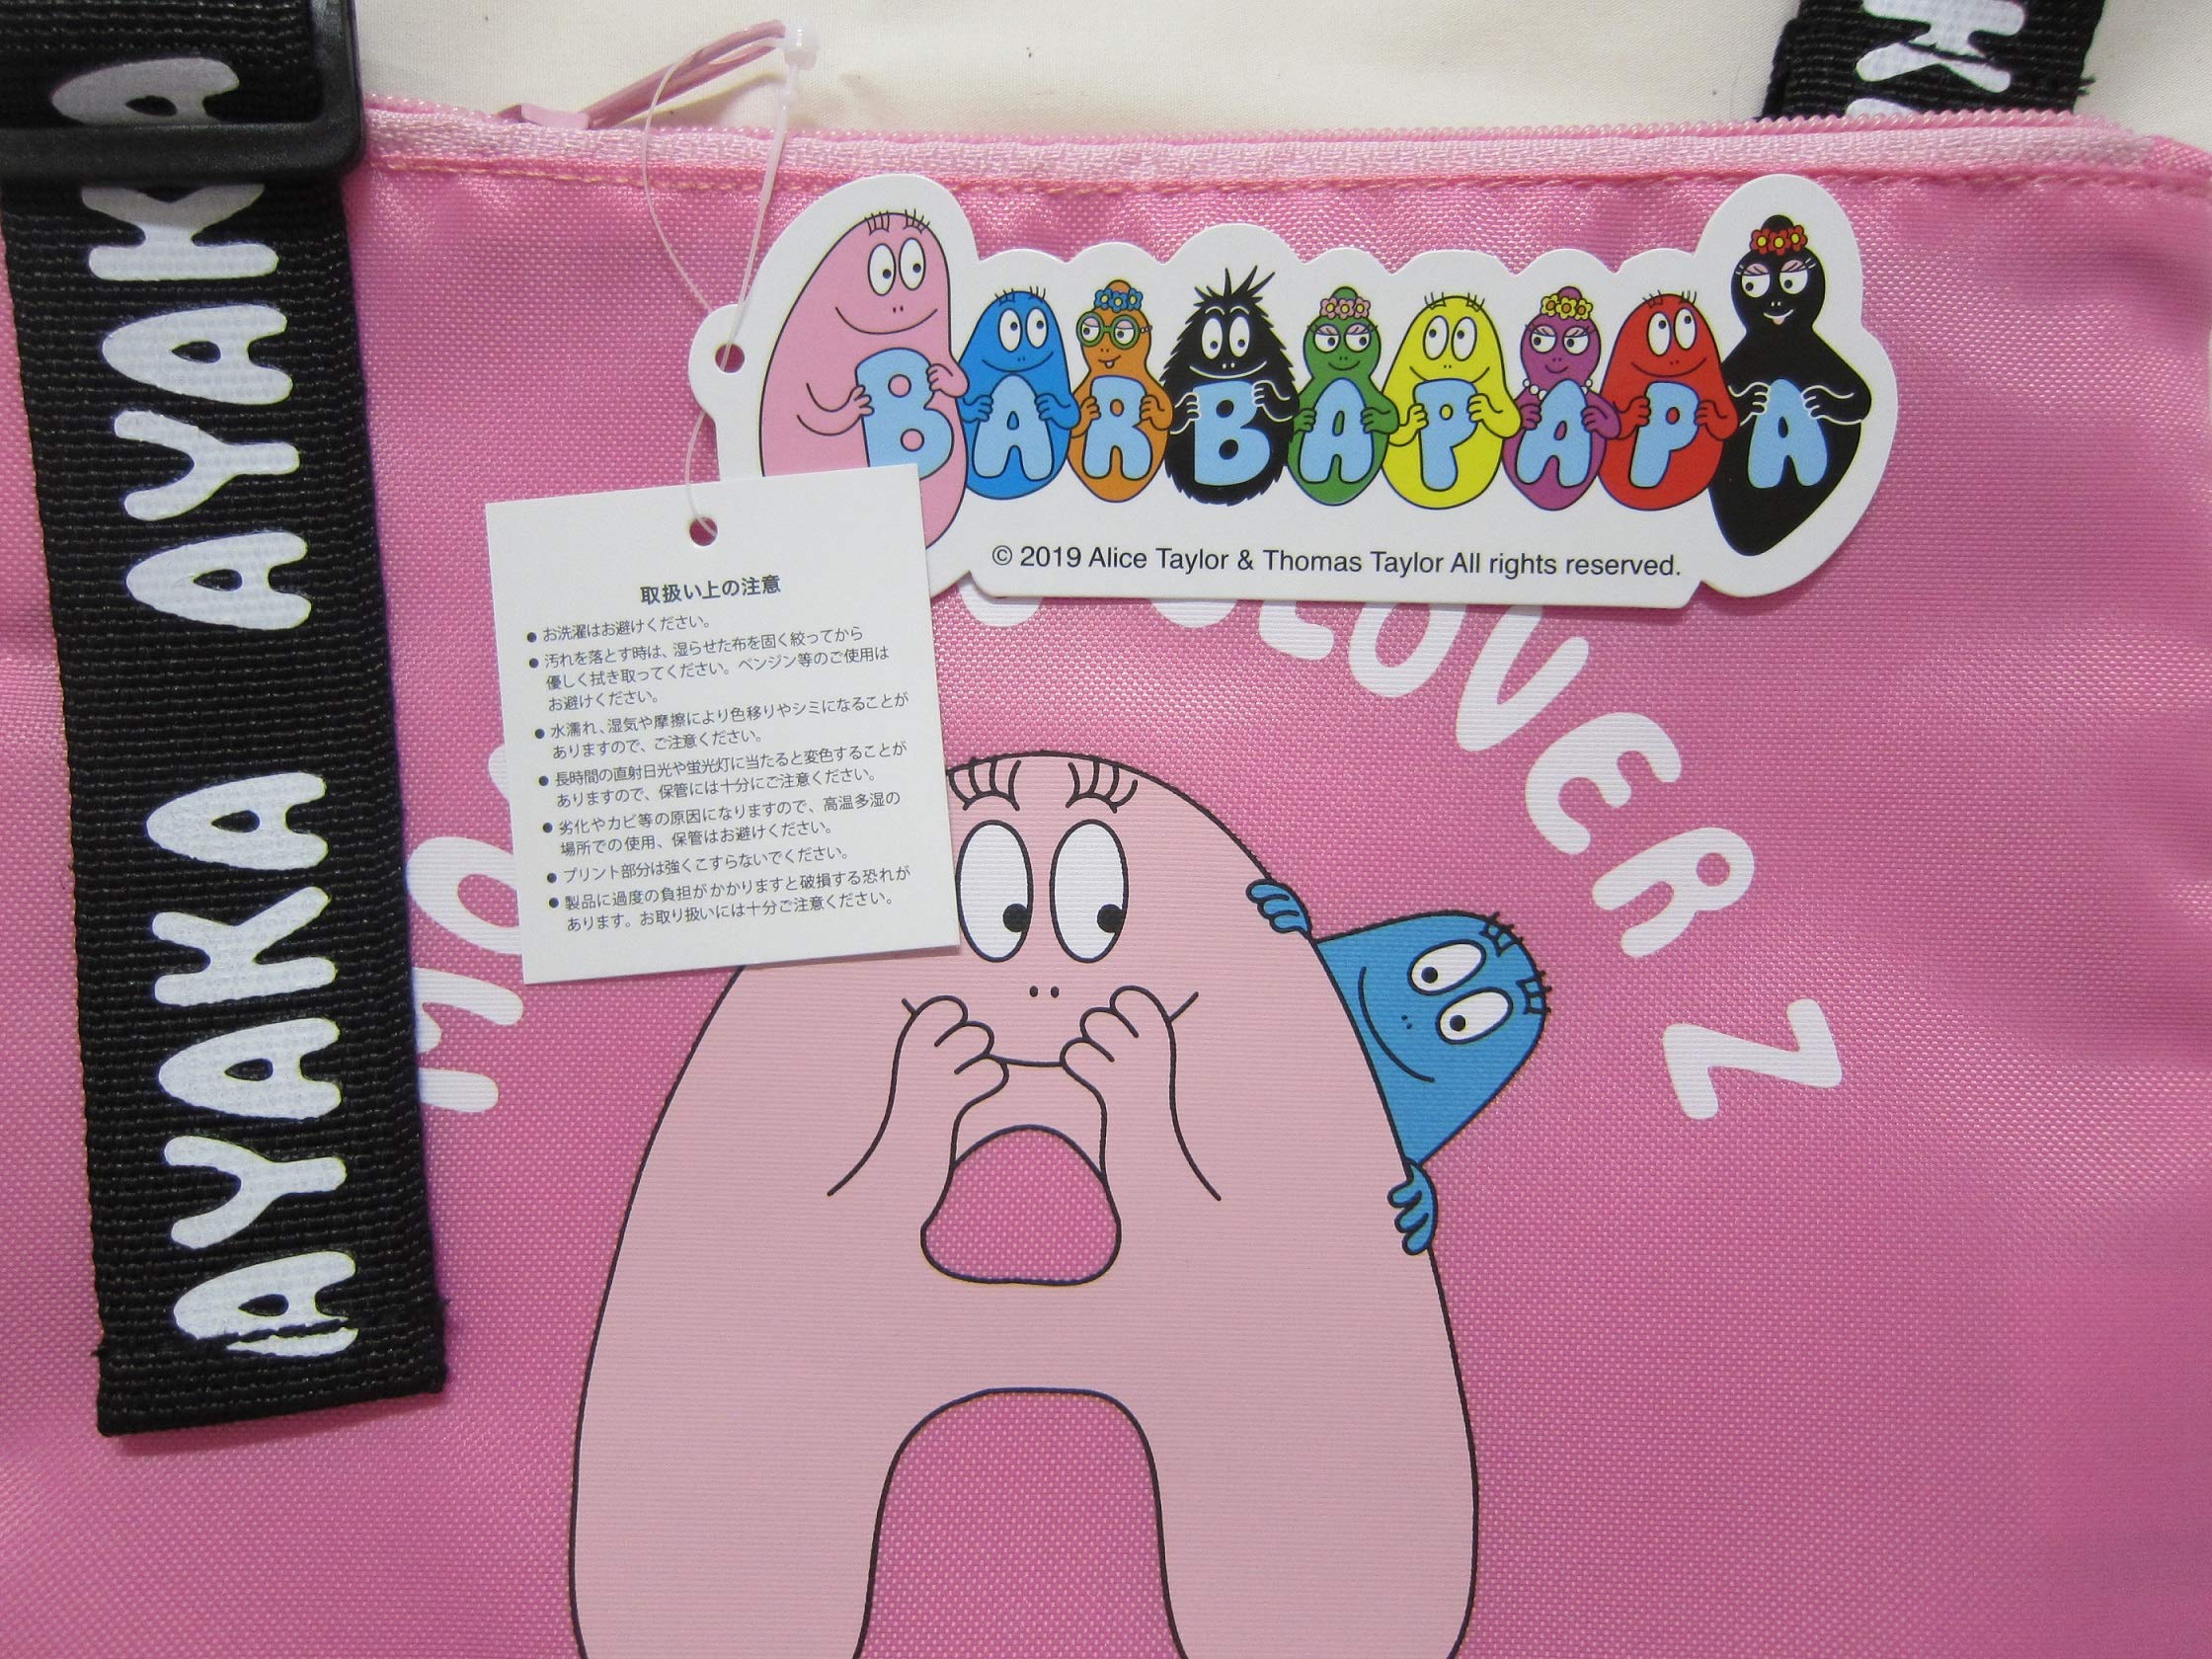 AYAKA AYAKA
BARBAPAPA
© 2019 Alice Taylor & Thomas Taylor All rights reserved.
取扱い上の注意
● お洗濯はお避けください。
● 汚れを落とす時は、湿らせた布を固く絞ってから
優しく拭き取ってください。ベンジン等のご使用は
お避けください。
● 水濡れ、湿気や摩擦により色移りやシミになることが
ありますので、ご注意ください。
● 長時間の直射日光や蛍光灯に当たると変色することが
ありますので、保管には十分にご注意ください。
● 劣化やカビ等の原因になりますので、高温多湿の
場所での使用、保管はお避けください。
● プリント部分は強くこすらないでください。
● 製品に過度の負担がかかりますと破損する恐れが
あります。お取り扱いには十分ご注意ください。
MO CLOVER Z